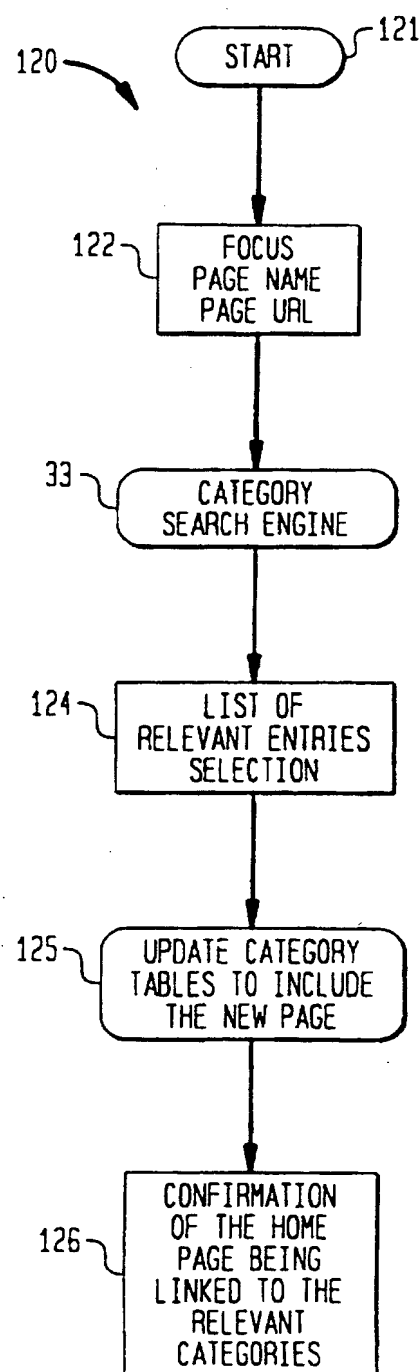 121
START
120
122
FOCUS
PAGE NAME
PAGE URL
33
CATEGORY
SEARCH ENGINE
124
LIST OF
RELEVANT ENTRIES
SELECTION
125
UPDATE CATEGORY
TABLES TO INCLUDE
THE NEW PAGE
126
CONFIRMATION
OF THE HOME
PAGE BEING
LINKED TO THE
RELEVANT
CATEGORIES